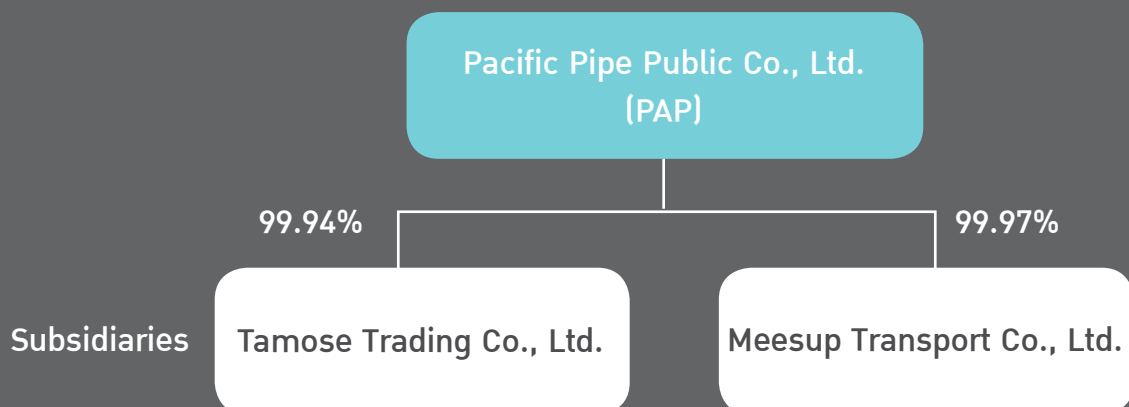 Pacific Pipe Public Co., Ltd.
(PAP)
99.94%
99.97%
Subsidiaries
Tamose Trading Co., Ltd.
Meesup Transport Co., Ltd.